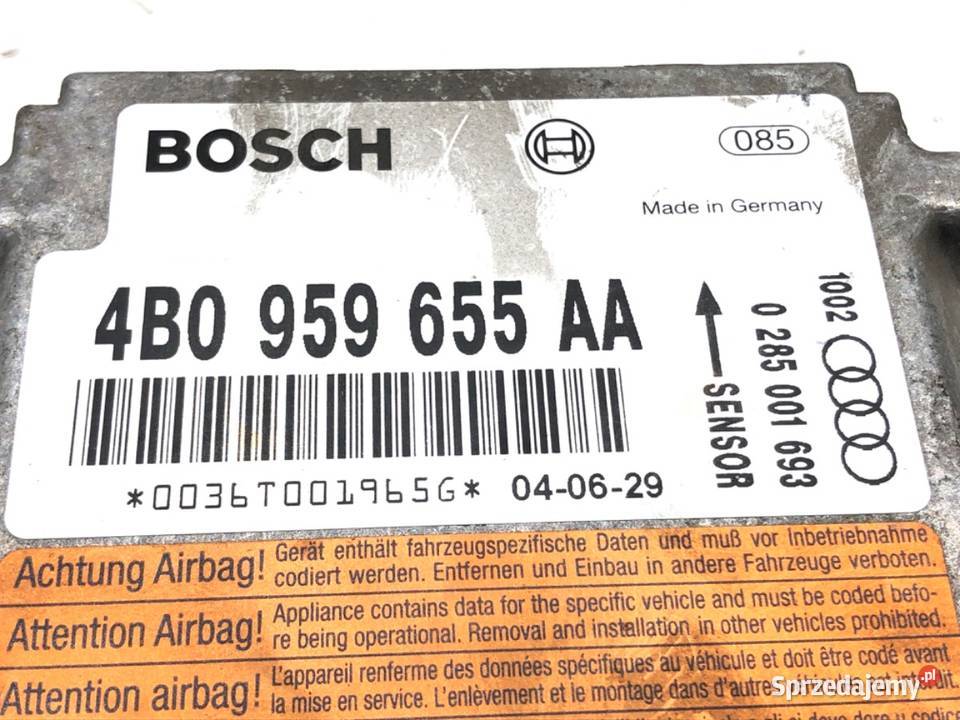 BOSCH
085
Made in Germany
4B0 959 655 AA
SENSOR
0 285 001 693
1002
*0036T001965G* 04-06-29
Achtung Airbag! Gerät enthält fahrzeugspezifische Daten und muß vor Inbetriebnahme
codiert werden. Entfernen und Einbau in andere Fahrzeuge verboten.
Attention Airbag! Appliance contains data for the specific vehicle and must be coded befo-
re being operational. Removal and installation in other vehicles prohibited.
Attention airbag! L'appareil renferme des données spécifiques au véhicule et doit être codé avant
la mise en service. L'enlèvement et le montage dans d'autres
Sprzedajemy.pl